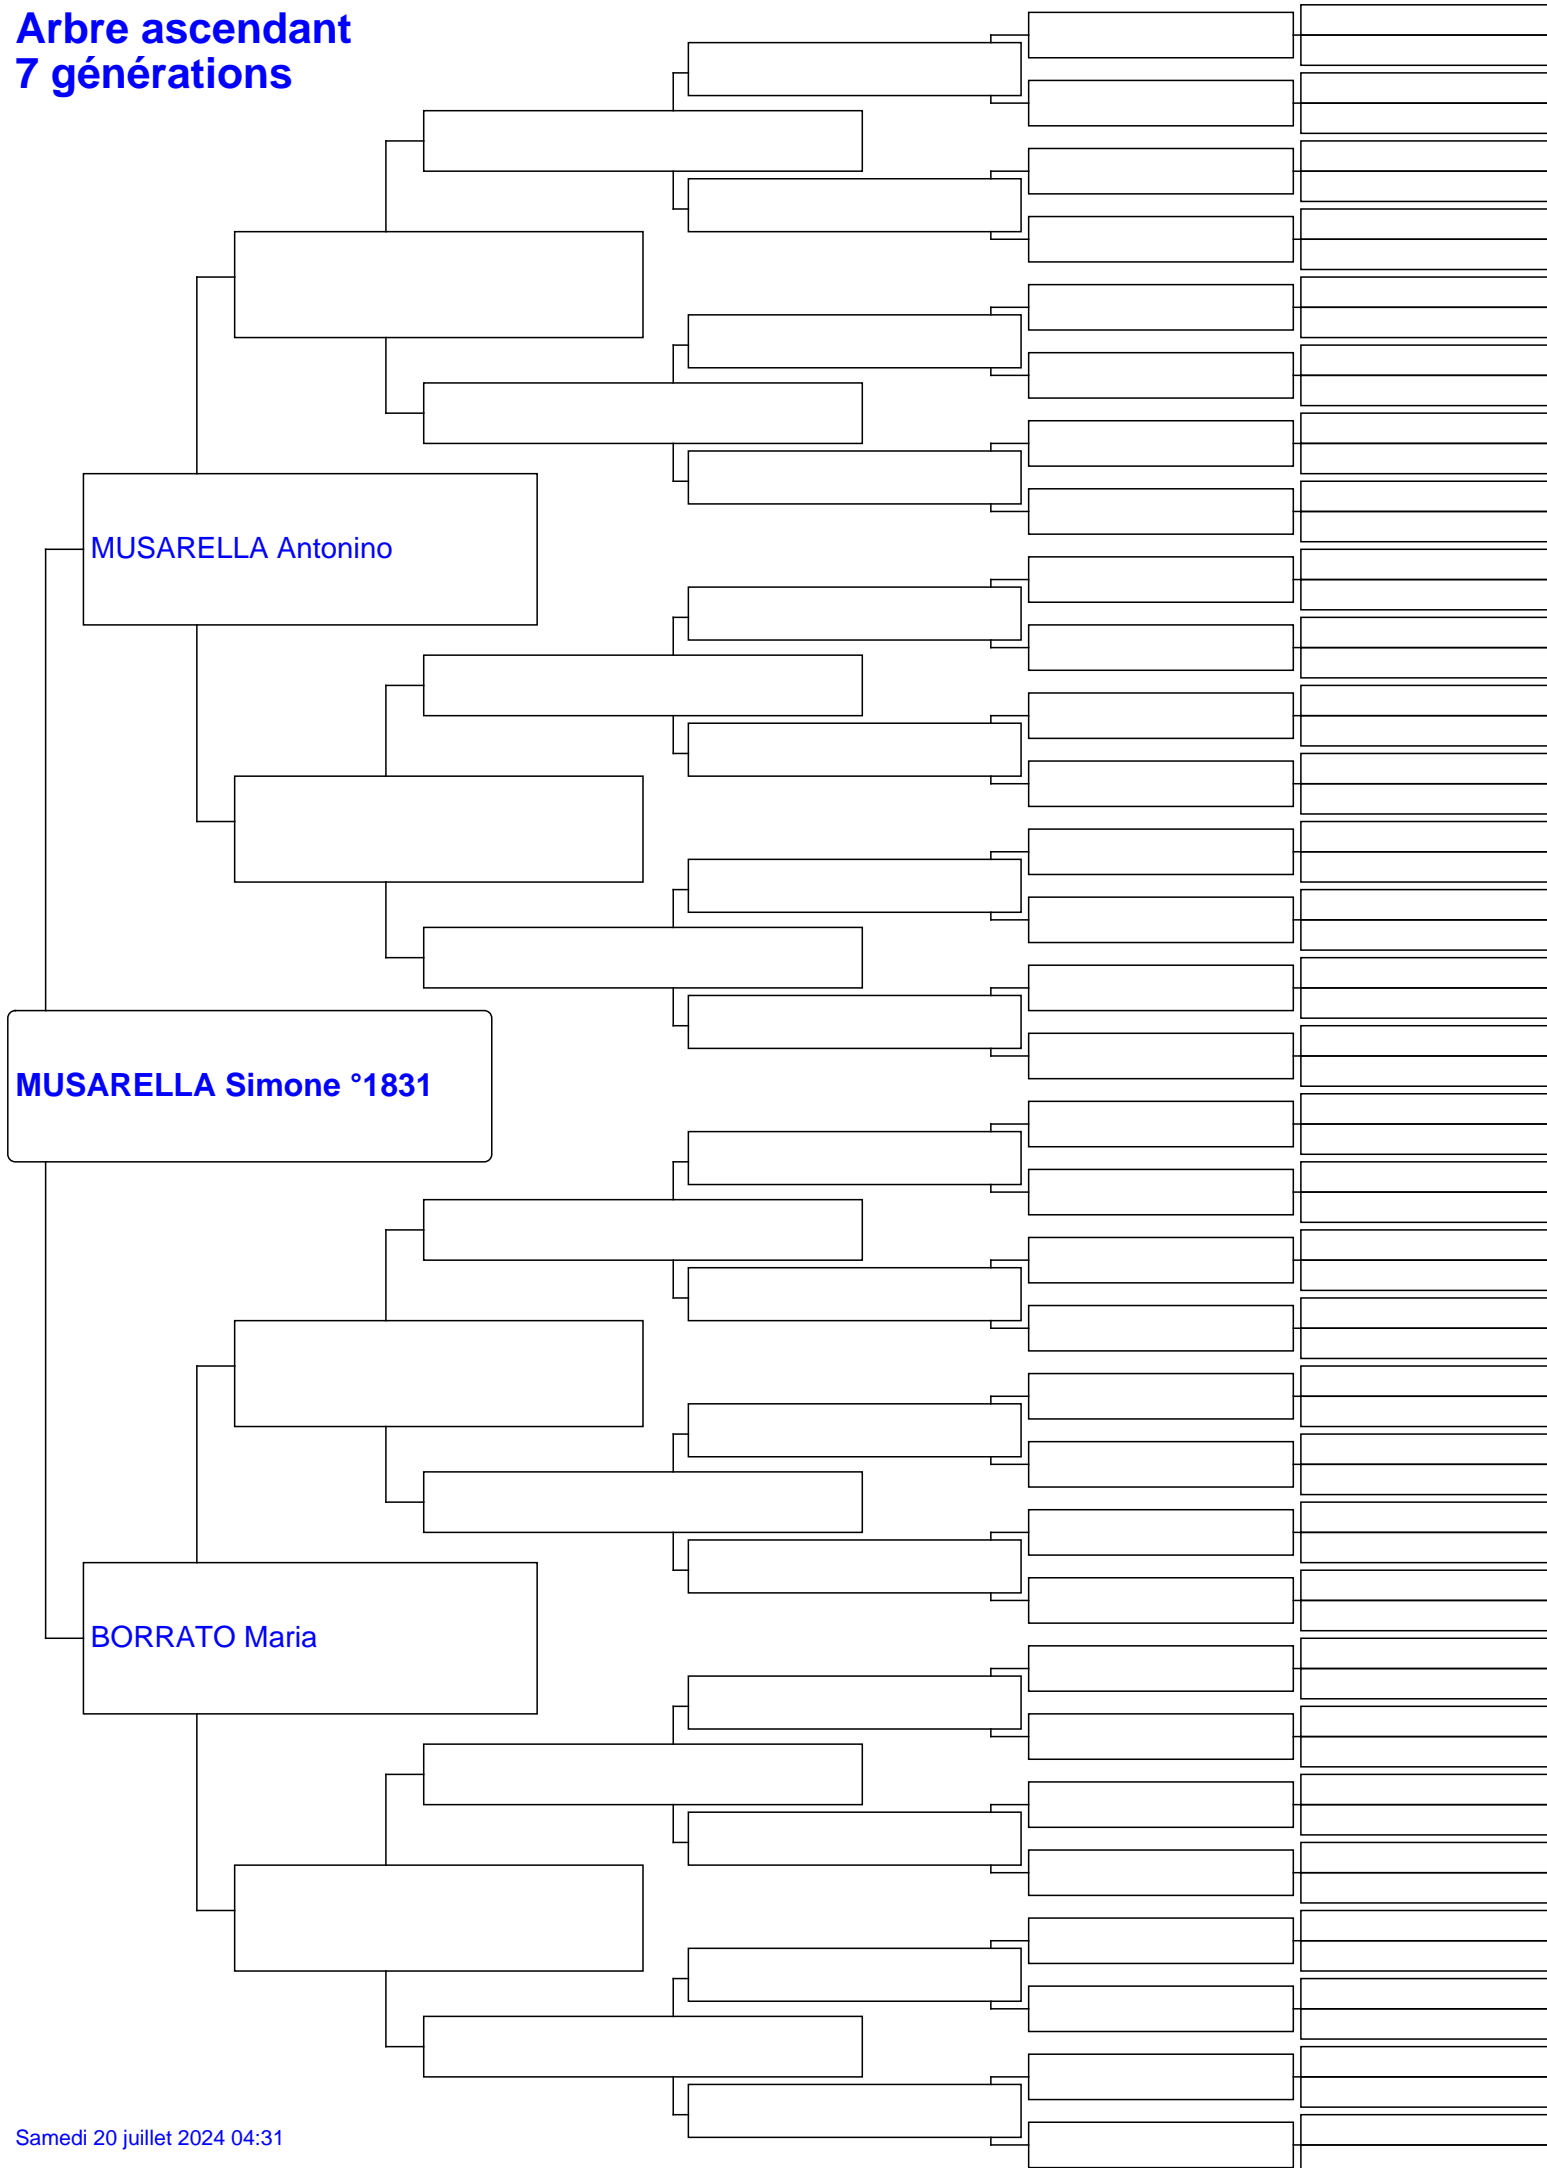 Arbre ascendant
7 générations
MUSARELLA Antonino
MUSARELLA Simone °1831
BORRATO Maria
Samedi 20 juillet 2024 04:31